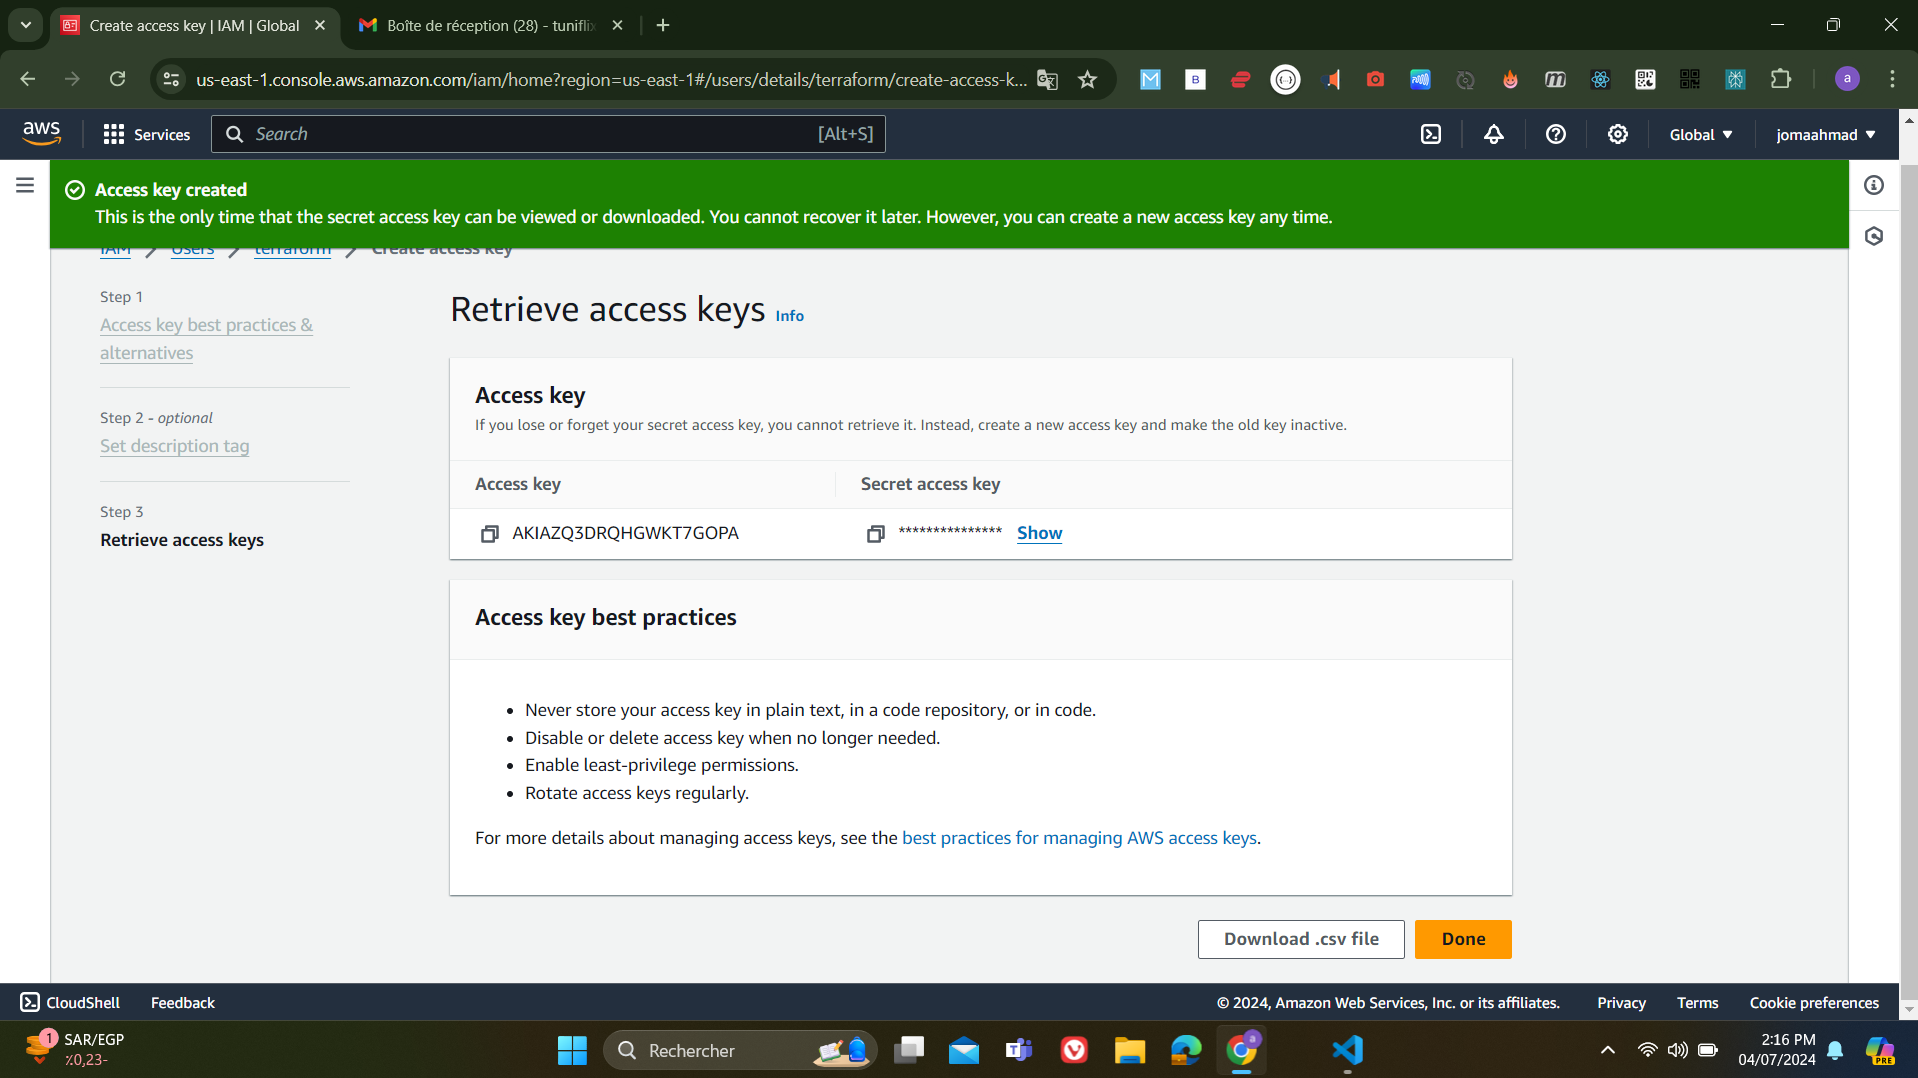 Create access key | IAM | Global
Boîte de réception (28) - tuniflix
us-east-1.console.aws.amazon.com/iam/home?region=us-east-1#/users/details/terraform/create-access-k...
aws
Services
Search
[Alt+S]
Global
jomaahmad
Access key created
This is the only time that the secret access key can be viewed or downloaded. You cannot recover it later. However, you can create a new access key any time.
IAM
Users
terraform
Create access key
Step 1
Access key best practices &
alternatives
Step 2 - optional
Set description tag
Step 3
Retrieve access keys
Retrieve access keys Info
Access key
If you lose or forget your secret access key, you cannot retrieve it. Instead, create a new access key and make the old key inactive.
Access key
Secret access key
AKIAZQ3DRQHGWKT7GOPA
*************** Show
Access key best practices
Never store your access key in plain text, in a code repository, or in code.
Disable or delete access key when no longer needed.
Enable least-privilege permissions.
Rotate access keys regularly.
For more details about managing access keys, see the best practices for managing AWS access keys.
Download .csv file
Done
CloudShell
Feedback
© 2024, Amazon Web Services, Inc. or its affiliates.
Privacy
Terms
Cookie preferences
1
SAR/EGP
٪0,23-
Rechercher
2:16 PM
04/07/2024
PRE